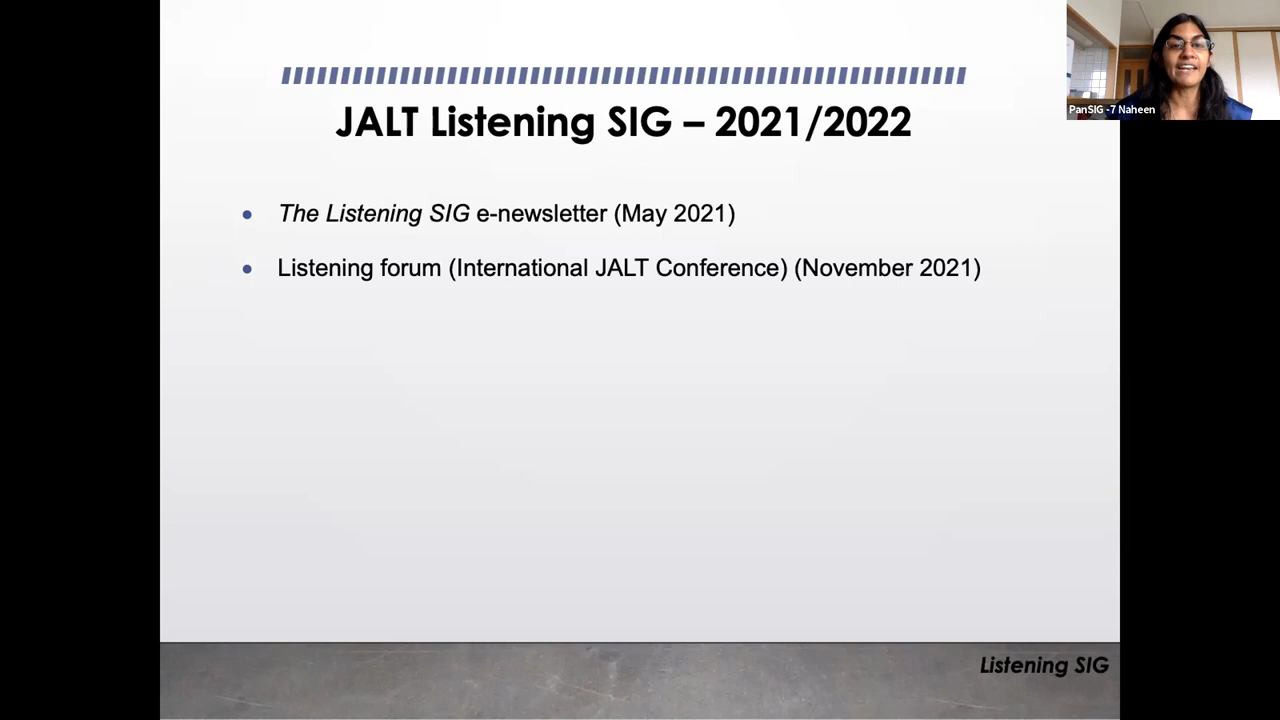 PanSIG -7 Naheen
JALT Listening SIG – 2021/2022
The Listening SIG e-newsletter (May 2021)
Listening forum (International JALT Conference) (November 2021)
Listening SIG